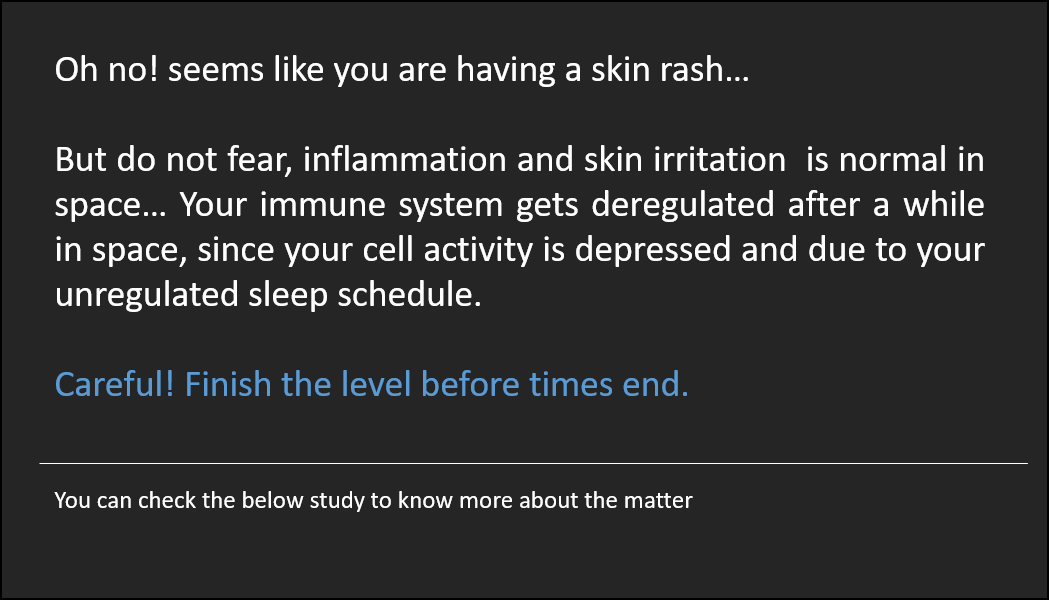 Oh no! seems like you are having a skin rash…
But do not fear, inflammation and skin irritation  is normal in
space… Your immune system gets deregulated after a while
in space, since your cell activity is depressed and due to your
unregulated sleep schedule.
Careful! Finish the level before times end.
You can check the below study to know more about the matter